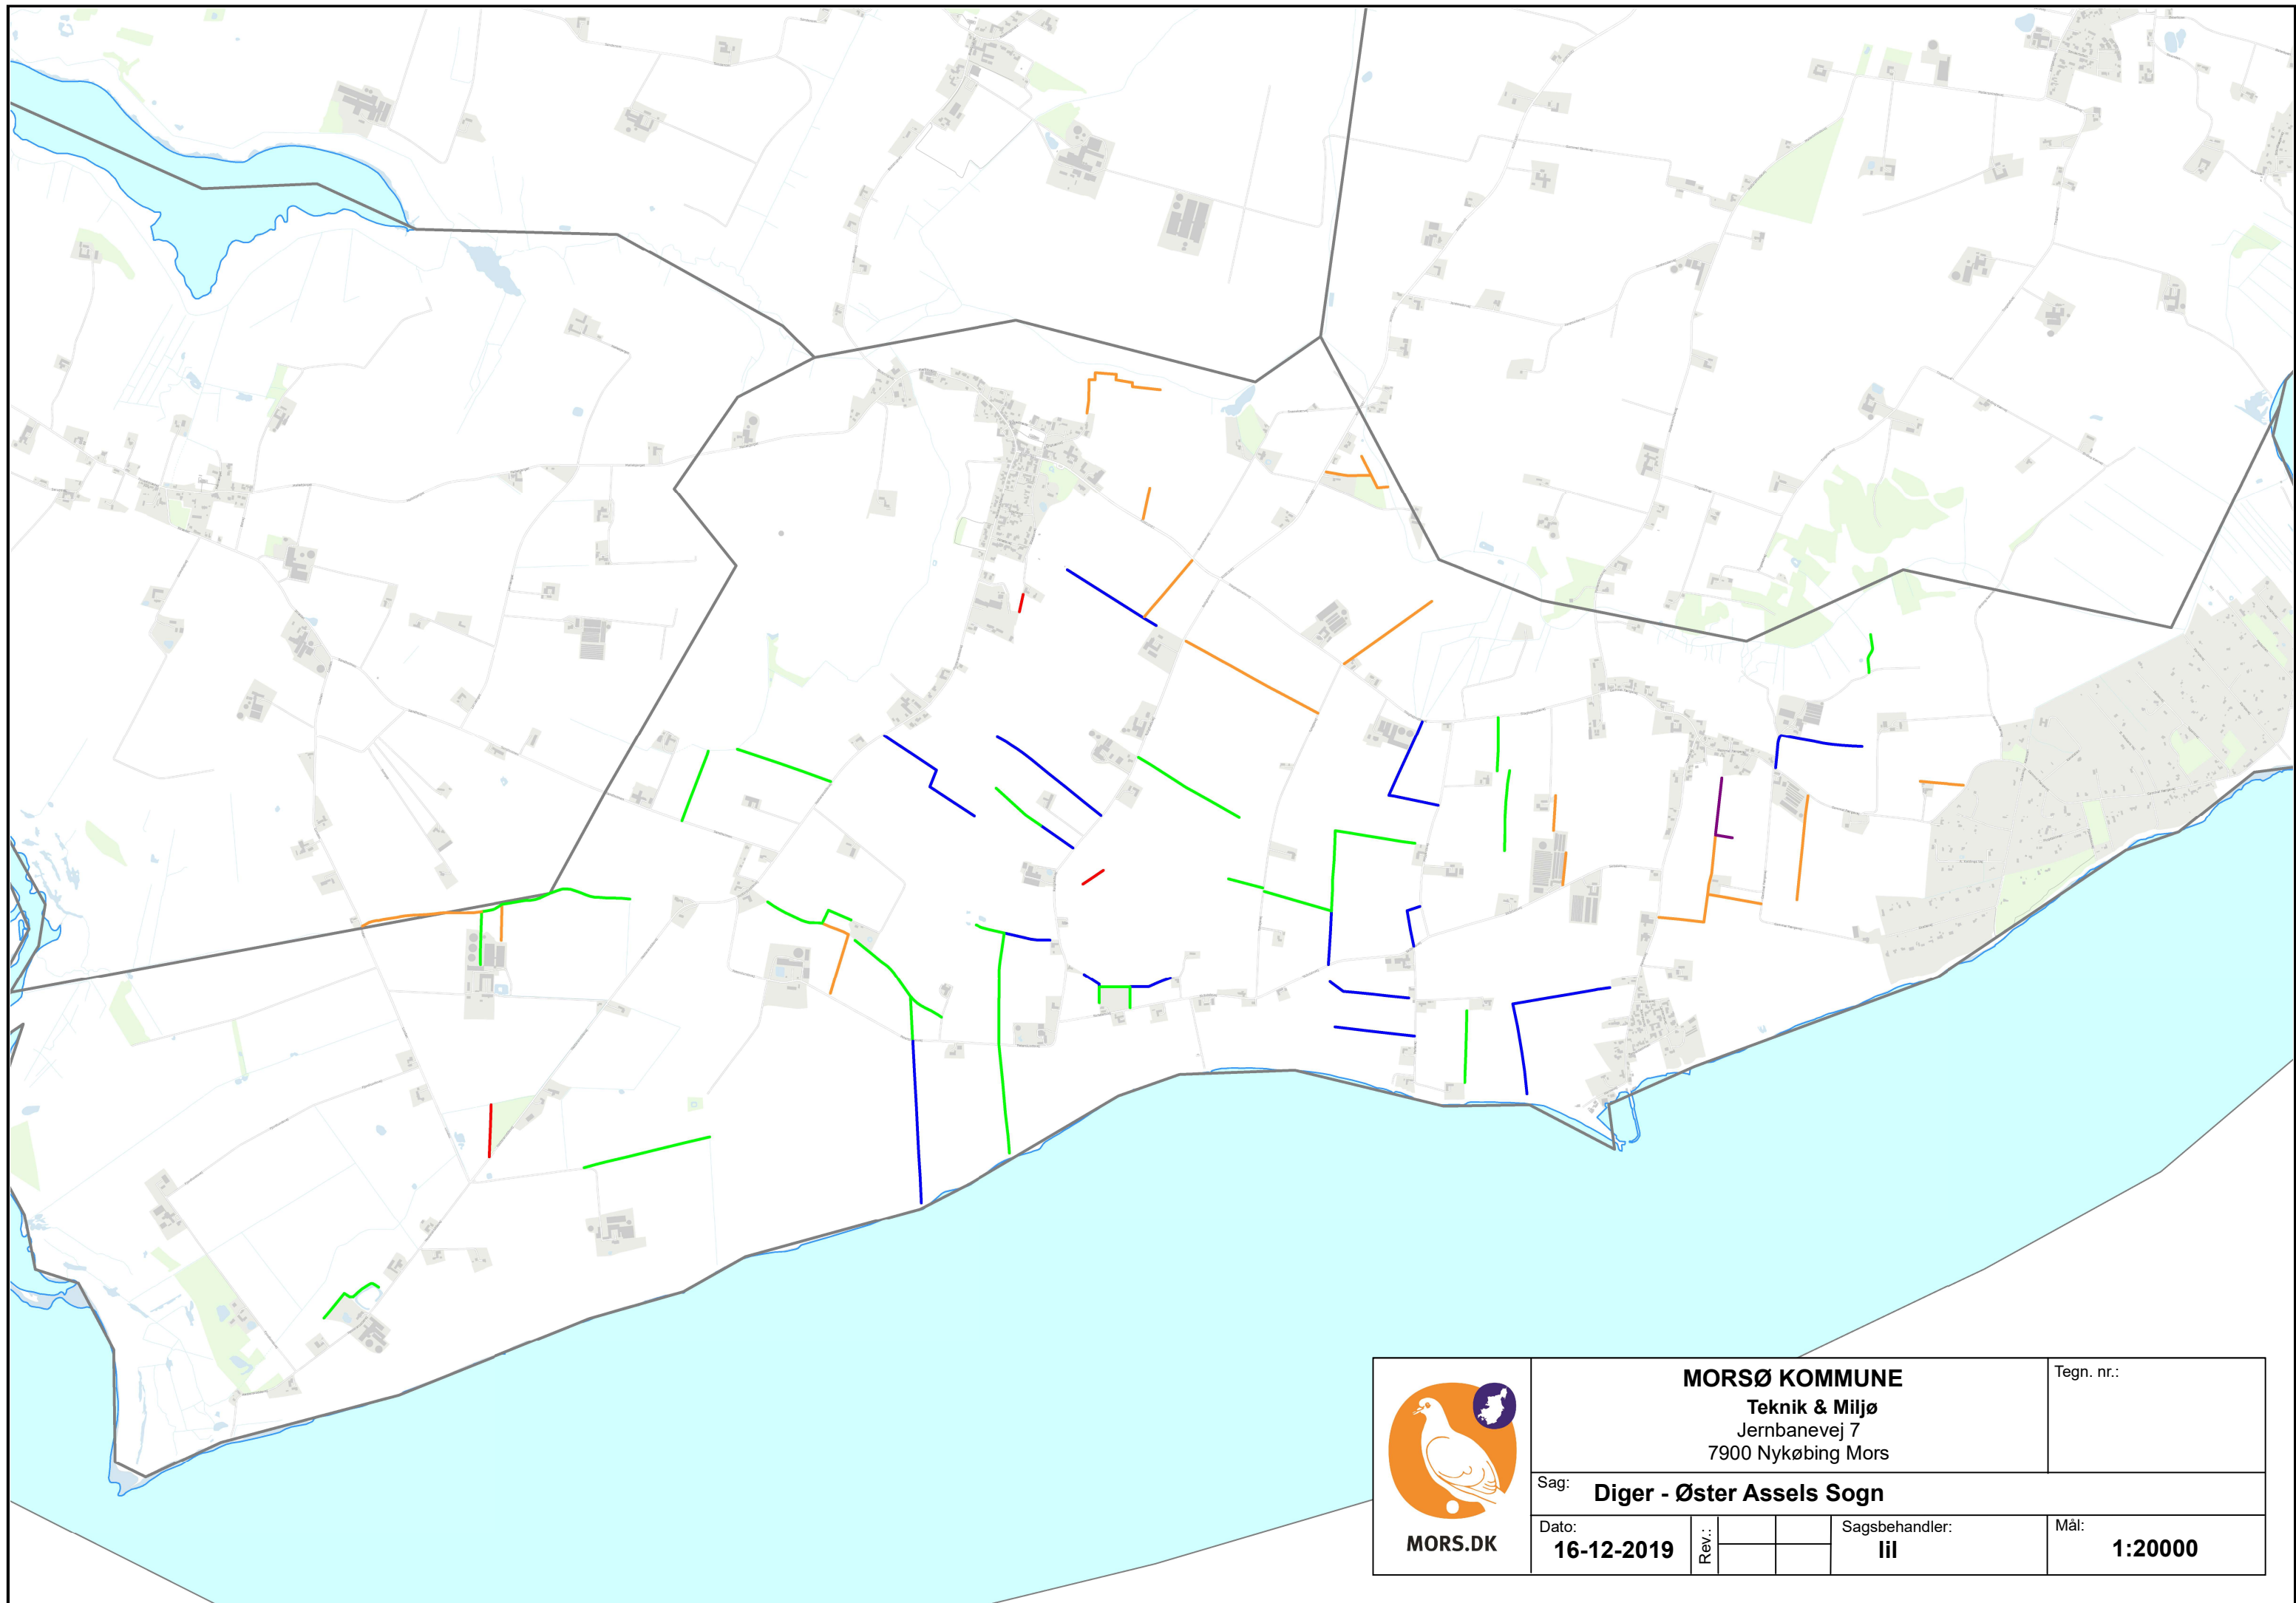 MORSØ KOMMUNE
Teknik & Miljø
Jernbanevej 7
7900 Nykøbing Mors
Tegn. nr.:
Sag: Diger - Øster Assels Sogn
Dato:
16-12-2019
Rev.:
Sagsbehandler:
lil
Mål:
1:20000
MORS.DK